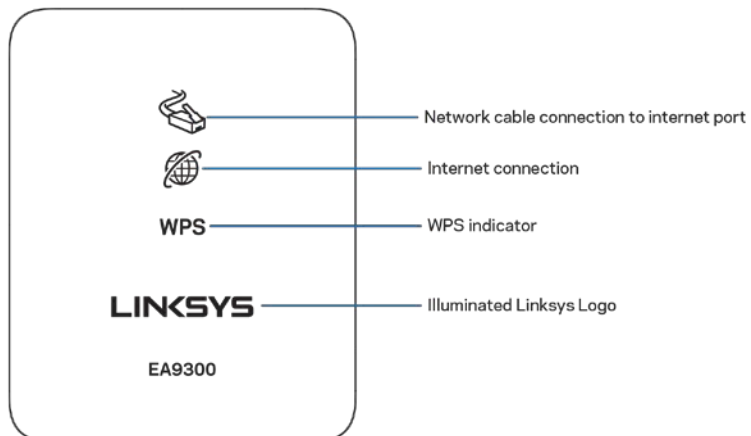 Network cable connection to internet port
Internet connection
WPS
WPS indicator
LINKSYS
Illuminated Linksys Logo
EA9300